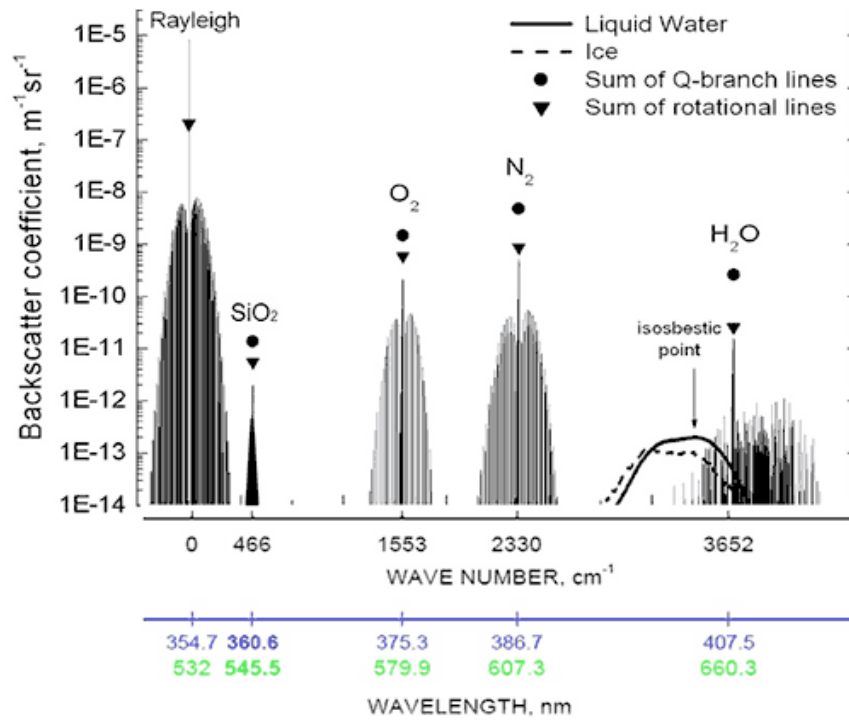 Rayleigh
Liquid Water
Ice
Sum of Q-branch lines
Sum of rotational lines
Backscatter coefficient, m⁻¹sr⁻¹
1E-5
1E-6
1E-7
1E-8
1E-9
1E-10
1E-11
1E-12
1E-13
1E-14
SiO₂
O₂
N₂
H₂O
isosbestic
point
0 466 1553 2330 3652
WAVE NUMBER, cm⁻¹
354.7 360.6 375.3 386.7 407.5
532 545.5 579.9 607.3 660.3
WAVELENGTH, nm